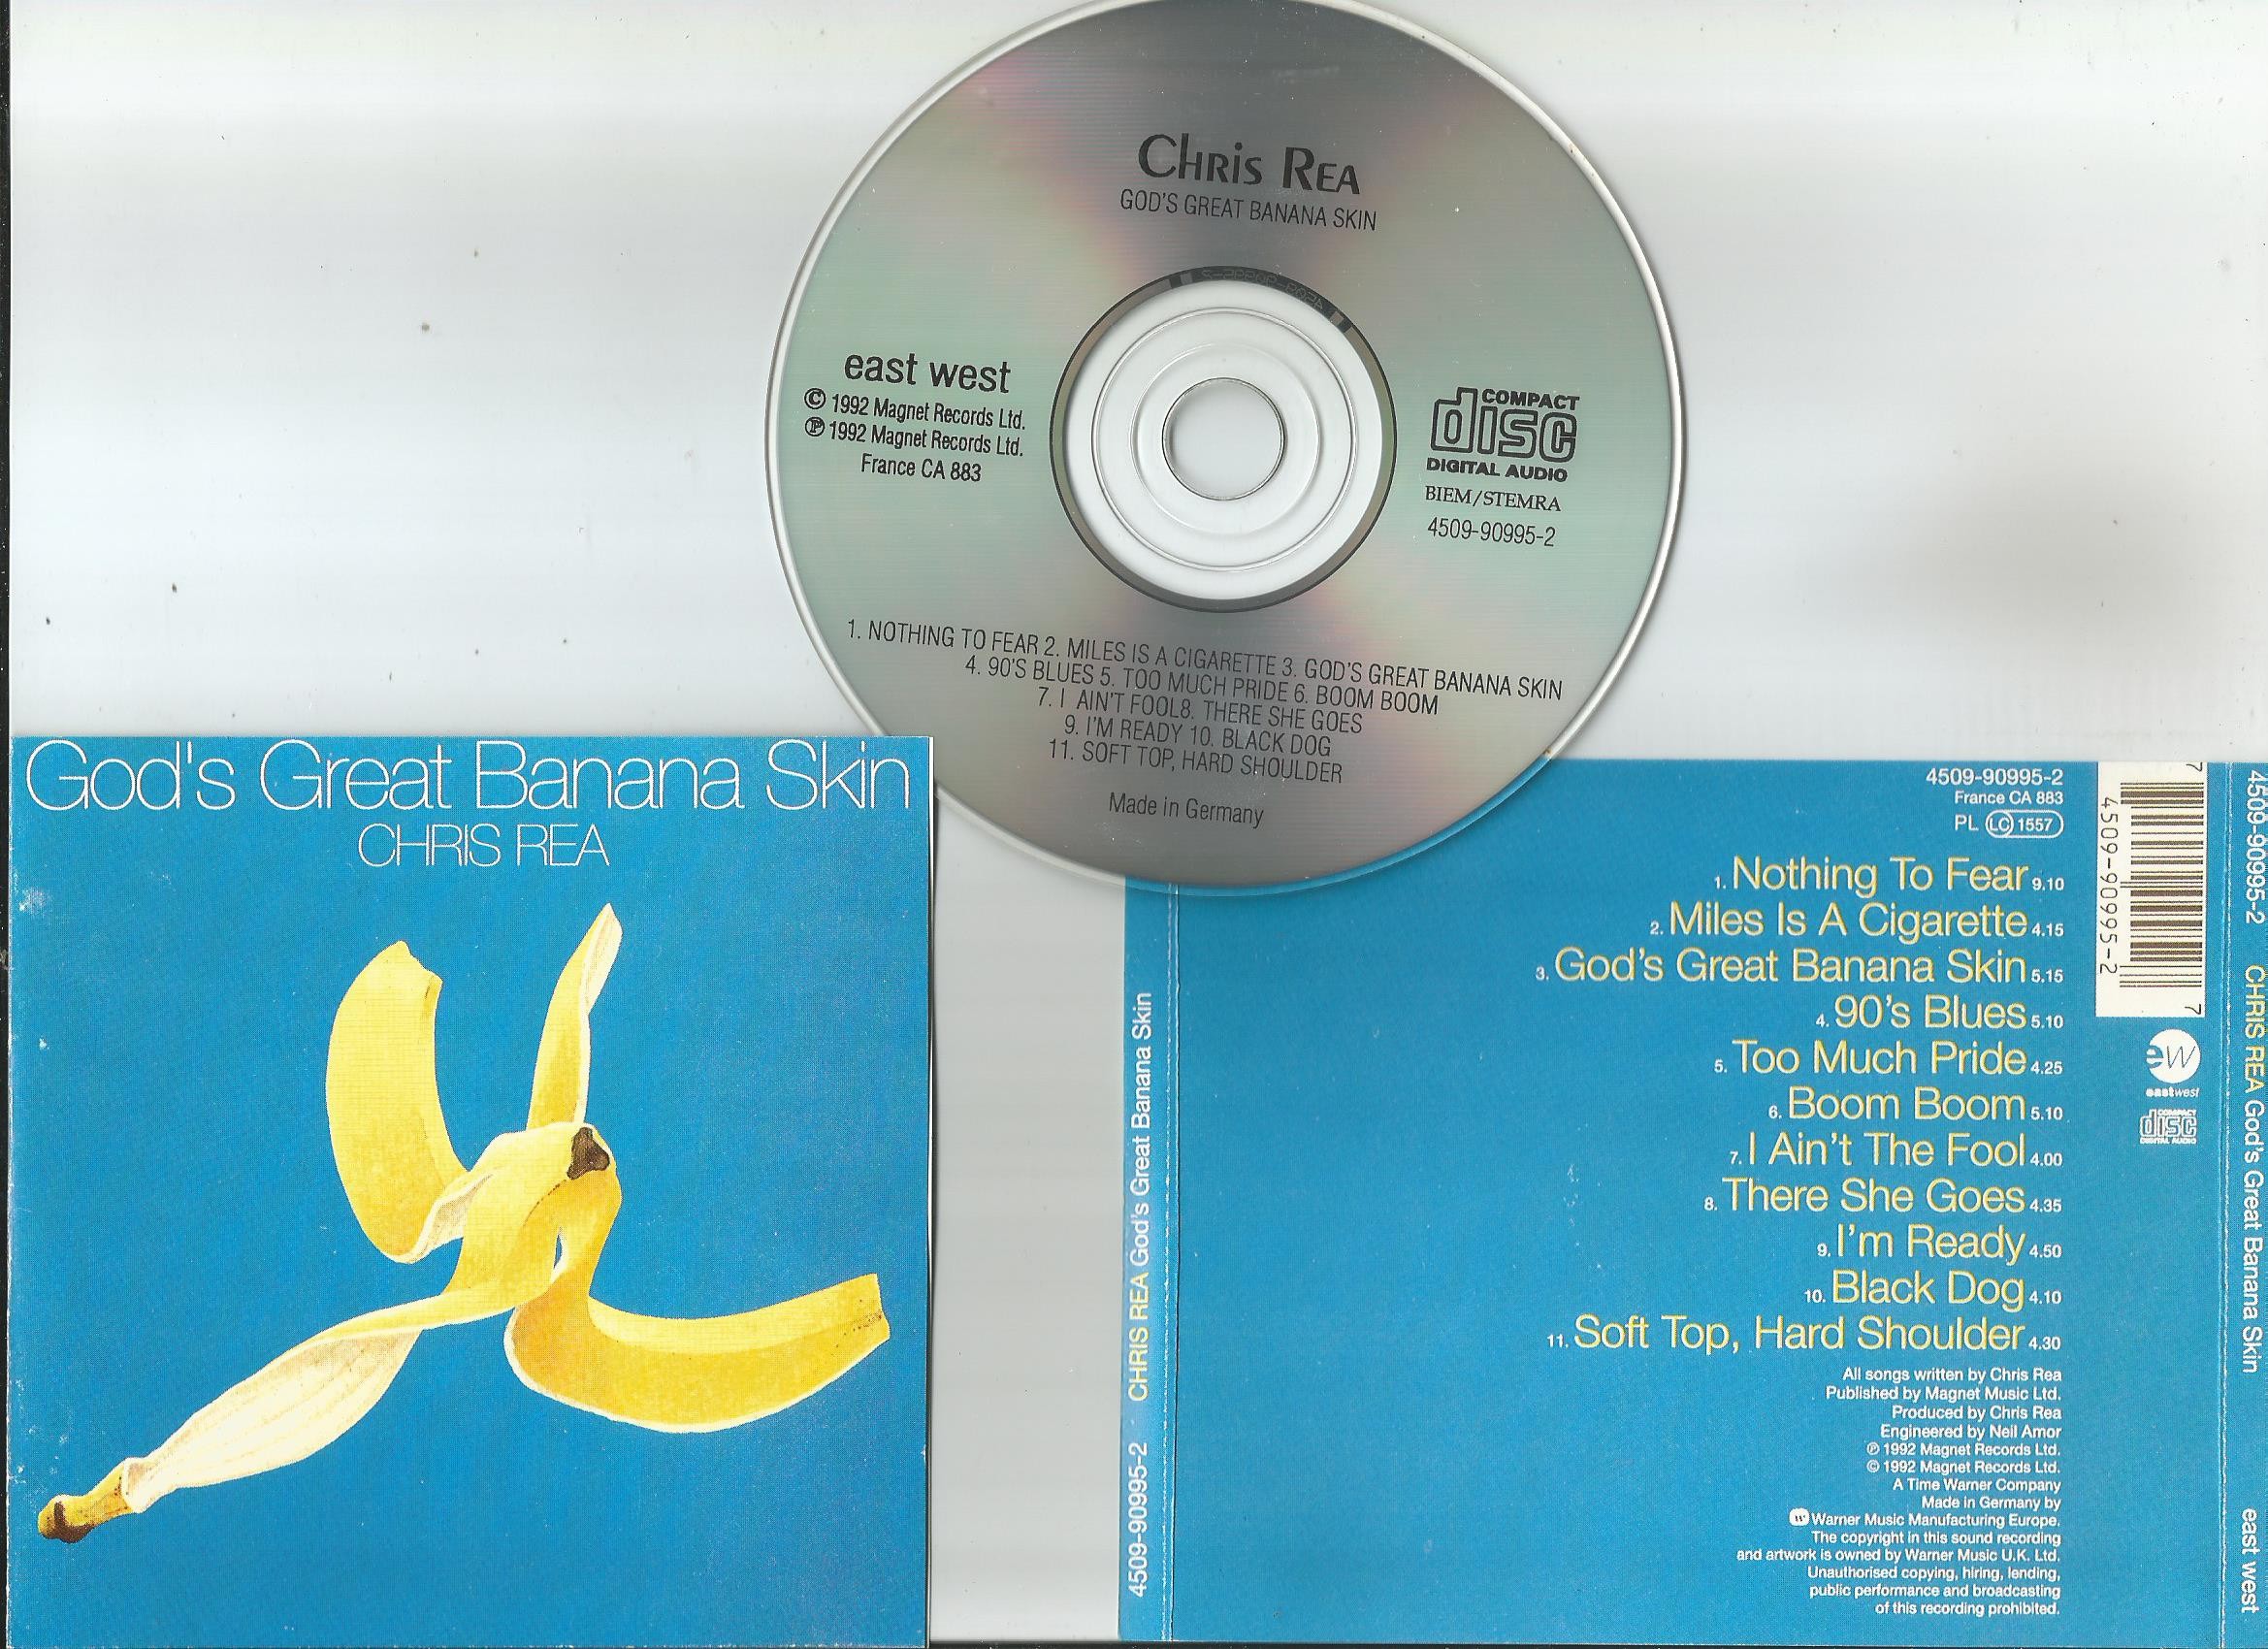 Chris Rea
GOD'S GREAT BANANA SKIN
east west
© 1992 Magnet Records Ltd.
℗ 1992 Magnet Records Ltd.
France CA 883
COMPACT
disc
DIGITAL AUDIO
BIEM/STEMRA
4509-90995-2
1. NOTHING TO FEAR 2. MILES IS A CIGARETTE 3. GOD'S GREAT BANANA SKIN
4. 90'S BLUES 5. TOO MUCH PRIDE 6. BOOM BOOM
7. I AIN'T FOOL8. THERE SHE GOES
9. I'M READY 10. BLACK DOG
11. SOFT TOP, HARD SHOULDER
Made in Germany
God's Great Banana Skin
CHRIS REA
4509-90995-2 CHRIS REA God's Great Banana Skin
4509-90995-2
France CA 883
PL LC 1557
1. Nothing To Fear 9.10
2. Miles Is A Cigarette 4.15
3. God's Great Banana Skin 5.15
4. 90's Blues 5.10
5. Too Much Pride 4.25
6. Boom Boom 5.10
7. I Ain't The Fool 4.00
8. There She Goes 4.35
9. I'm Ready 4.50
10. Black Dog 4.10
11. Soft Top, Hard Shoulder 4.30
All songs written by Chris Rea
Published by Magnet Music Ltd.
Produced by Chris Rea
Engineered by Neil Amor
℗ 1992 Magnet Records Ltd.
© 1992 Magnet Records Ltd.
A Time Warner Company
Made in Germany by
Warner Music Manufacturing Europe.
The copyright in this sound recording
and artwork is owned by Warner Music U.K. Ltd.
Unauthorised copying, hiring, lending,
public performance and broadcasting
of this recording prohibited.
7 4509-90995-2 7
ew
eastwest
COMPACT
disc
DIGITAL AUDIO
4509-90995-2 CHRIS REA God's Great Banana Skin east west